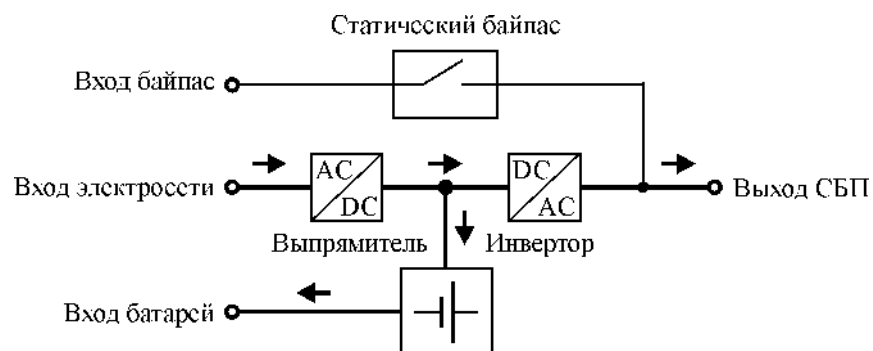 Статический байпас
Вход байпас
AC
DC
DC
AC
Вход электросети
Выход СБП
Выпрямитель
Инвертор
Вход батарей